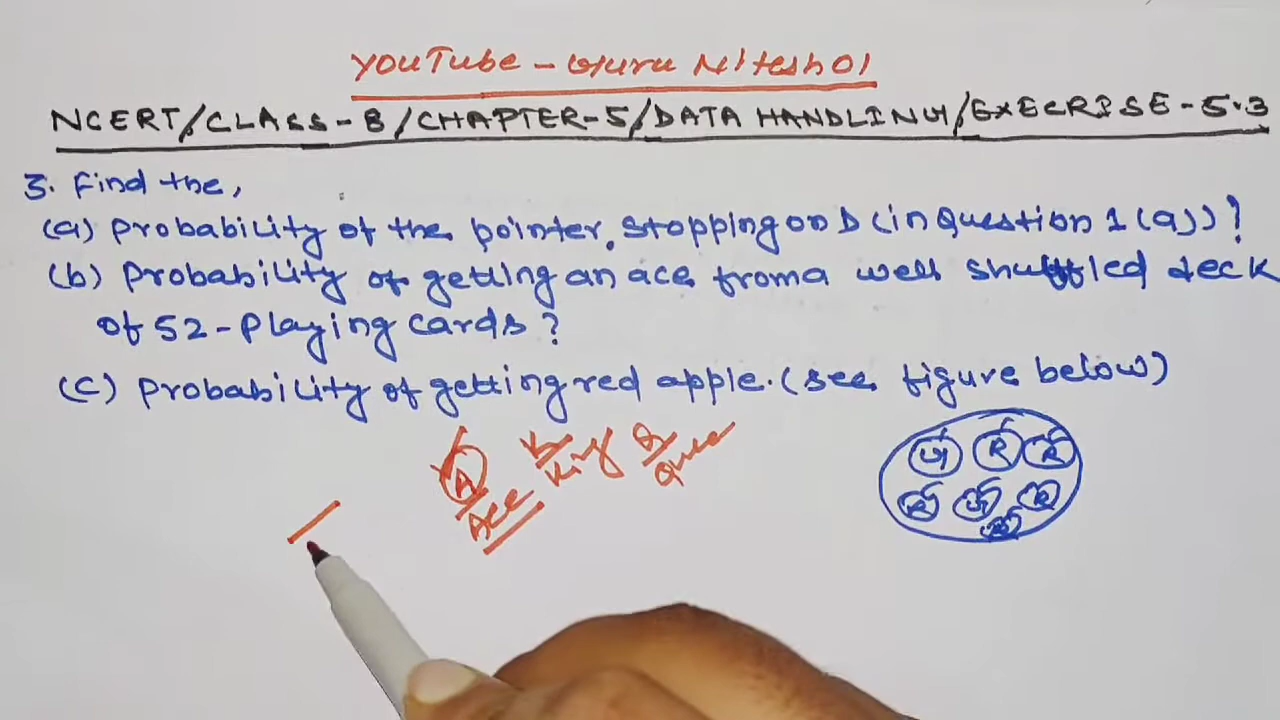 YouTube - Guru Nitesh01
NCERT/CLASS-8/CHAPTER-5/DATA HANDLING/EXECRISE-5.3
3. Find the,
(a) Probability of the pointer stopping on D (in Question 1 (a))?
(b) Probability of getting an ace from a well shuffled deck
of 52-Playing cards?
(c) Probability of getting red apple. (see figure below)
A K Q
Ace King
G R R
R G R
R